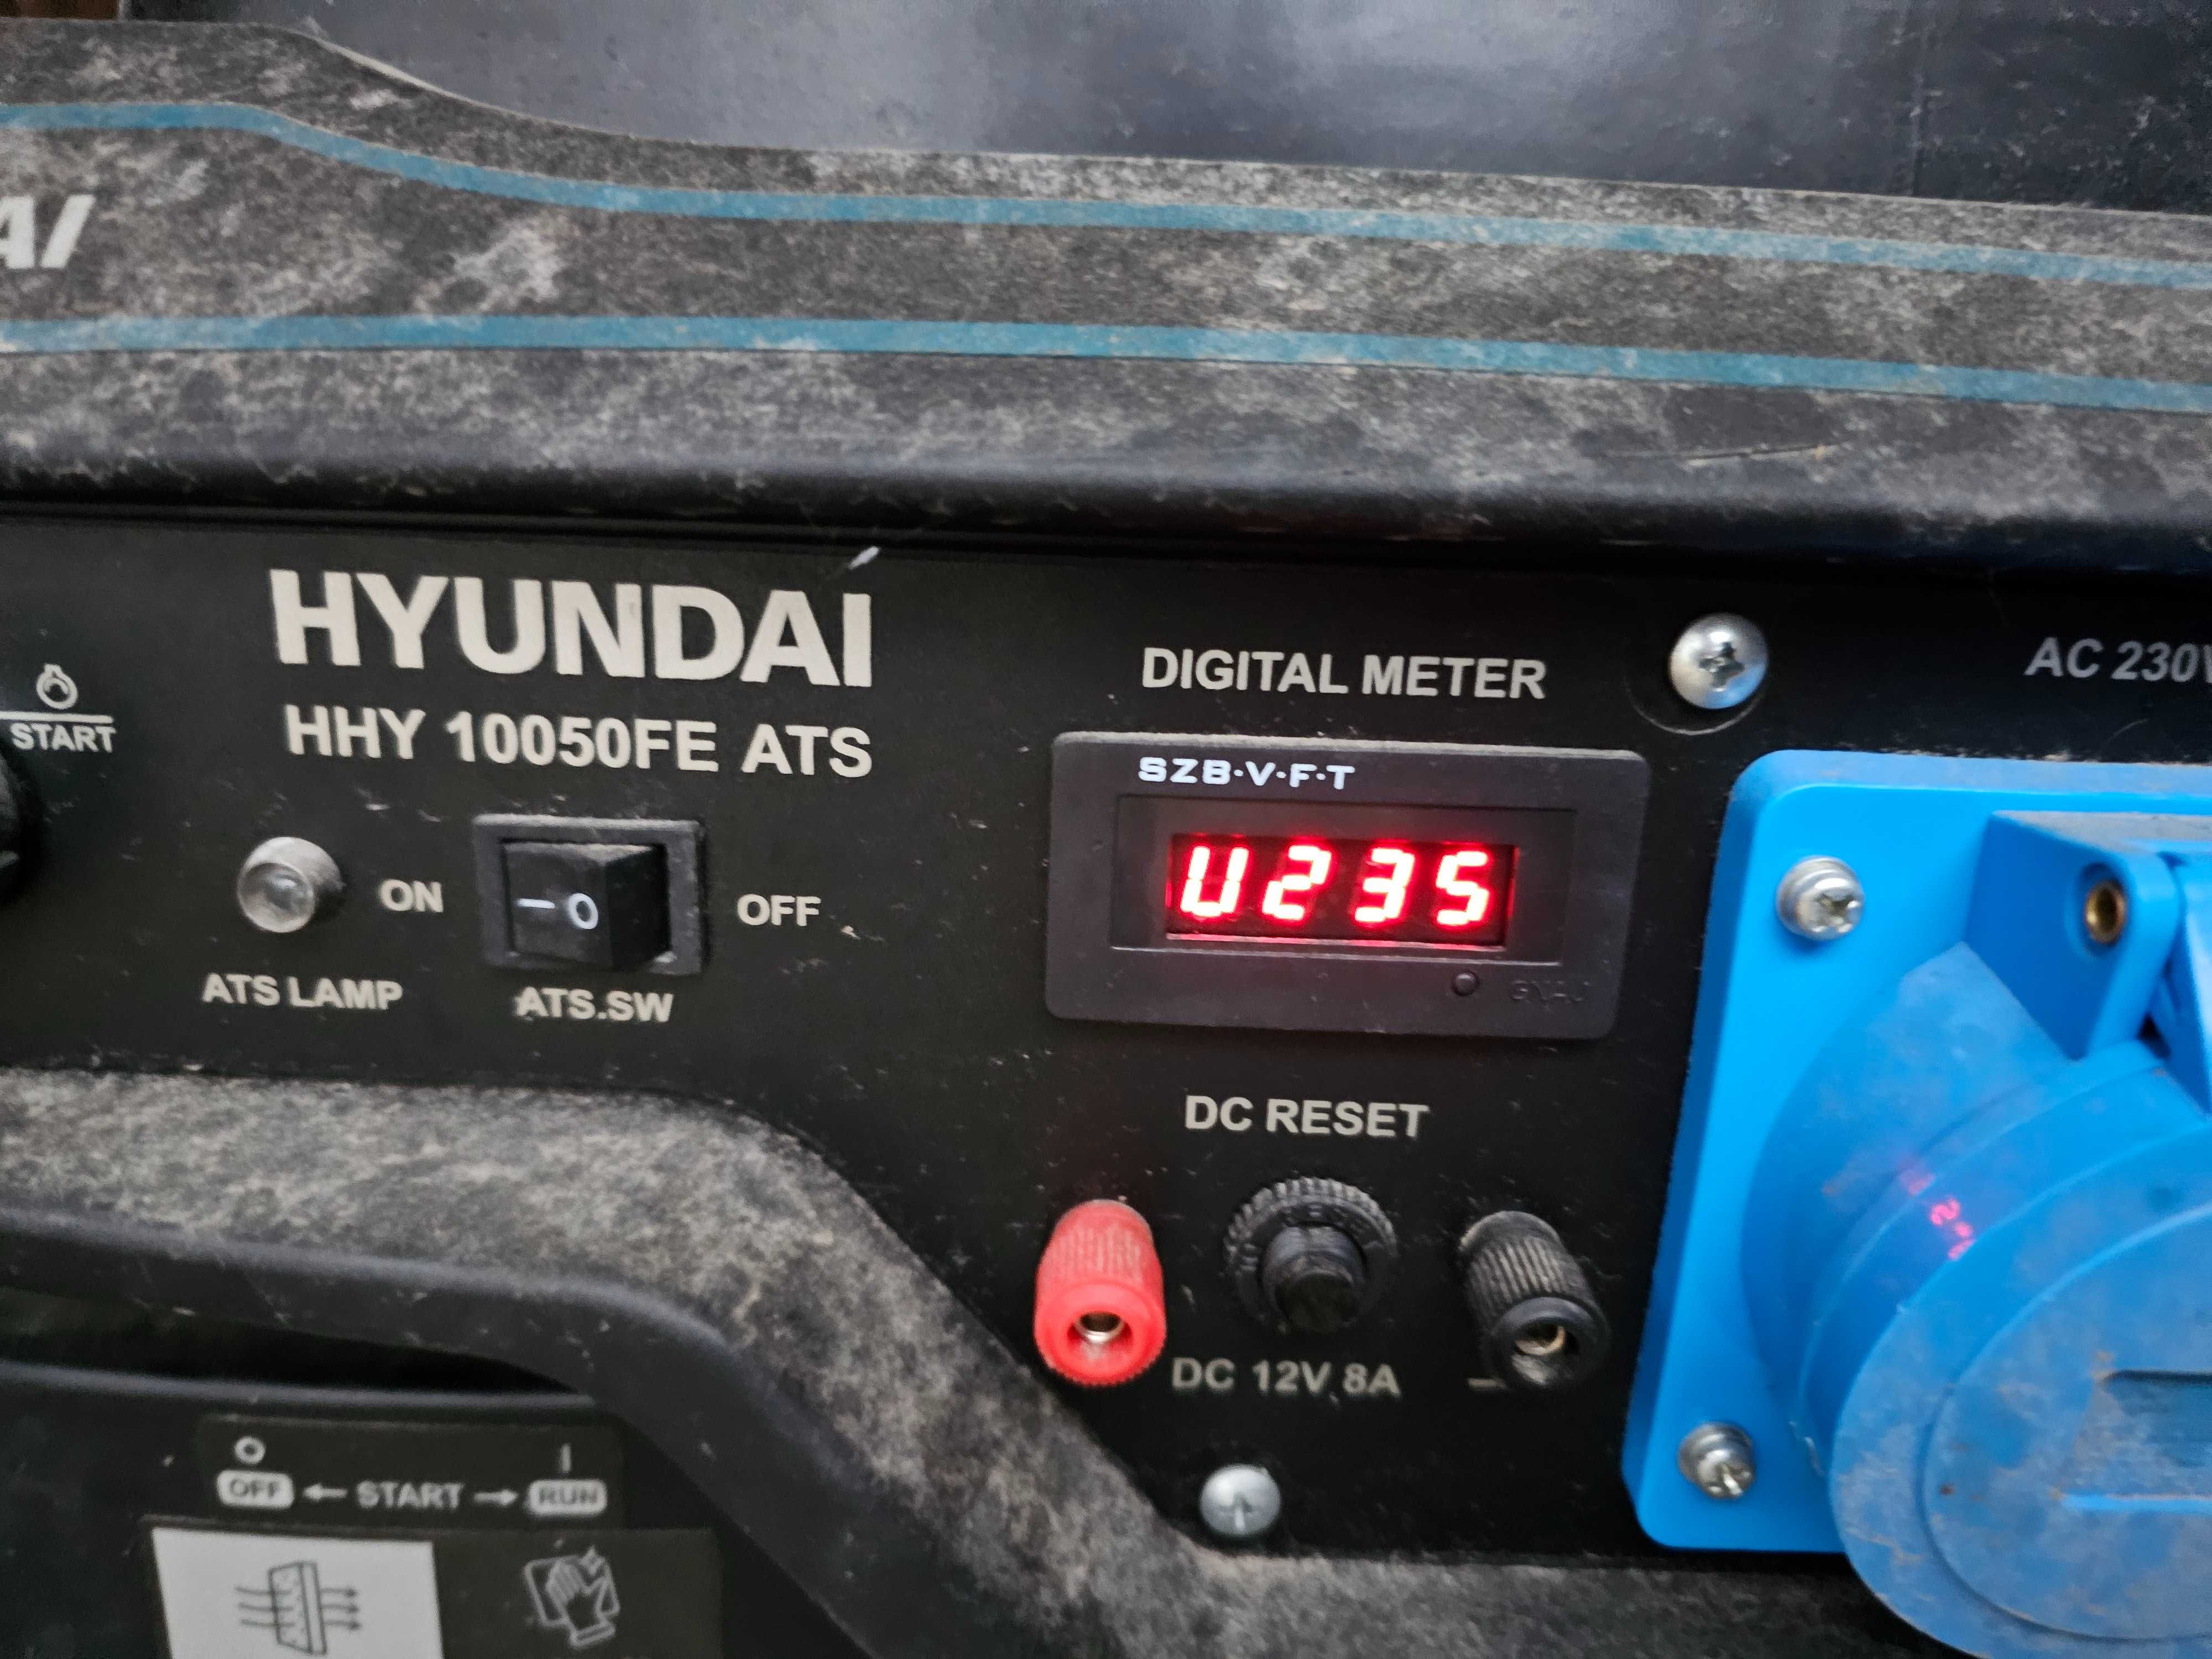 AI
HYUNDAI
HHY 10050FE ATS
START
ON
OFF
ATS LAMP
ATS.SW
DIGITAL METER
SZB·V·F·T
U235
AC 230V
DC RESET
DC 12V 8A
−
O I
OFF ← START → RUN